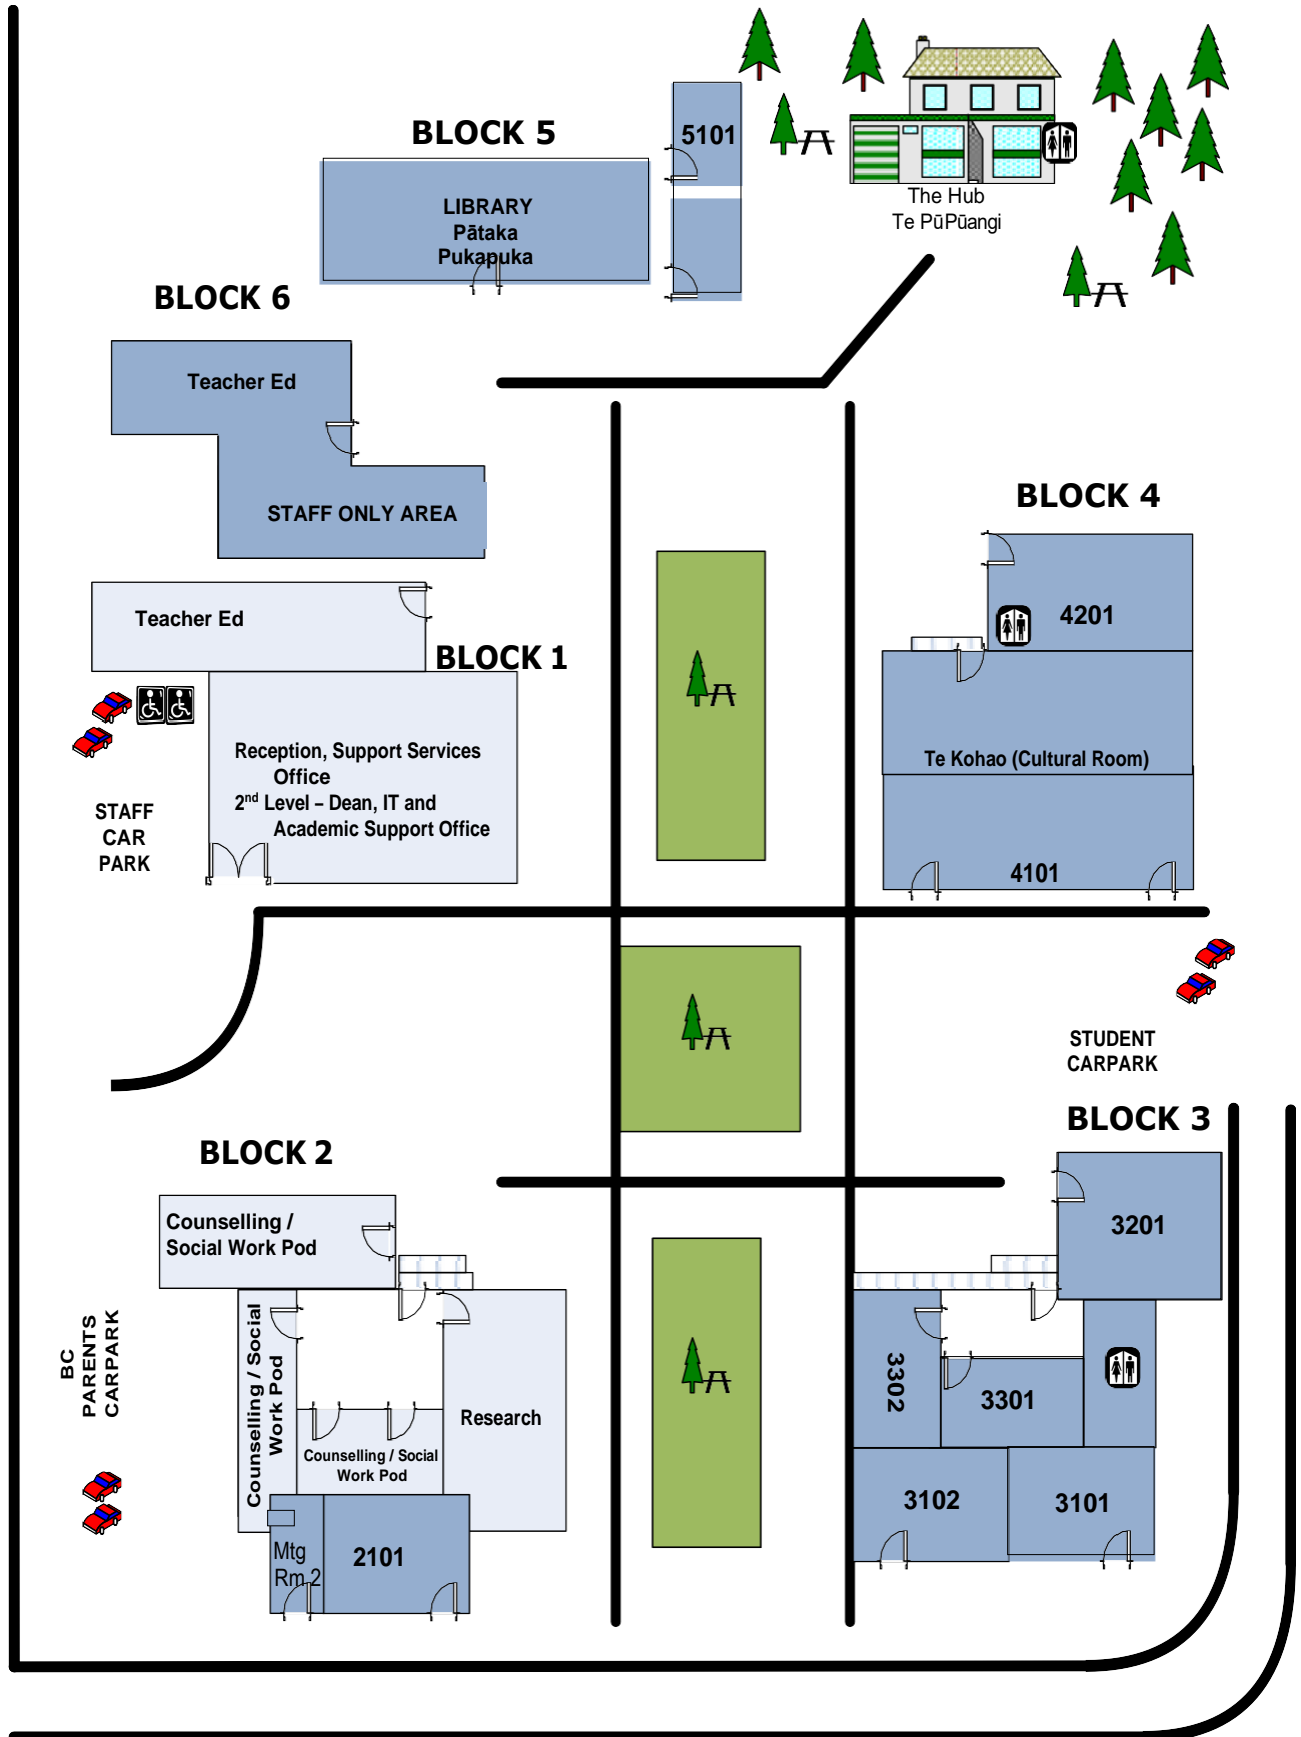 BLOCK 5
5101
LIBRARY
Pātaka
Pukapuka
The Hub
Te PūPūangi
BLOCK 6
Teacher Ed
STAFF ONLY AREA
BLOCK 4
4201
Te Kohao (Cultural Room)
4101
Teacher Ed
BLOCK 1
Reception, Support Services
Office
2nd Level – Dean, IT and
Academic Support Office
STAFF
CAR
PARK
STUDENT
CARPARK
BLOCK 3
3201
3302
3301
3102
3101
BLOCK 2
Counselling /
Social Work Pod
Counselling / Social
Work Pod
Research
Counselling / Social
Work Pod
Mtg
Rm 2
2101
BC
PARENTS
CARPARK